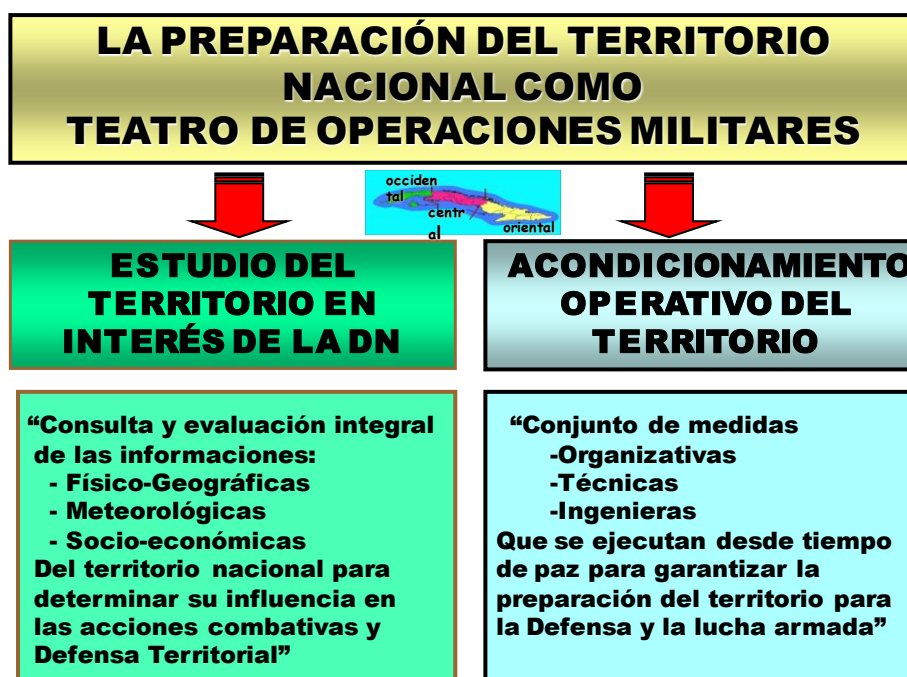 LA PREPARACIÓN DEL TERRITORIO
NACIONAL COMO
TEATRO DE OPERACIONES MILITARES
occiden
tal
centr
al
oriental
ESTUDIO DEL
TERRITORIO EN
INTERÉS DE LA DN
ACONDICIONAMIENTO
OPERATIVO DEL
TERRITORIO
“Consulta y evaluación integral
de las informaciones:
- Físico-Geográficas
- Meteorológicas
- Socio-económicas
Del territorio nacional para
determinar su influencia en
las acciones combativas y
Defensa Territorial”
“Conjunto de medidas
-Organizativas
-Técnicas
-Ingenieras
Que se ejecutan desde tiempo
de paz para garantizar la
preparación del territorio para
la Defensa y la lucha armada”